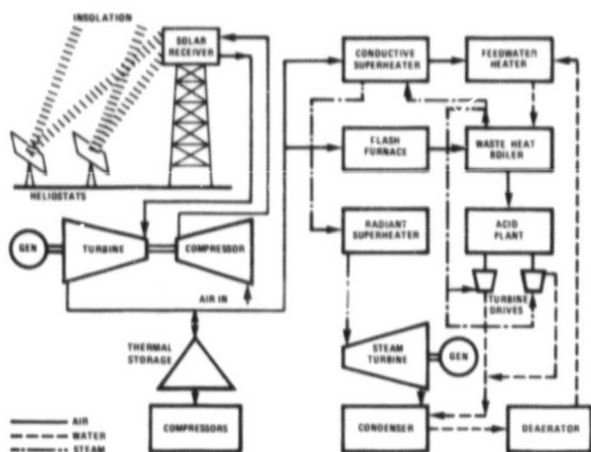 INSOLATION
SOLAR
RECEIVER
HELIOSTATS
GEN
TURBINE
COMPRESSOR
AIR IN
THERMAL
STORAGE
COMPRESSORS
AIR
WATER
STEAM
CONDUCTIVE
SUPERHEATER
FEEDWATER
HEATER
FLASH
FURNACE
WASTE HEAT
BOILER
RADIANT
SUPERHEATER
ACID
PLANT
TURBINE
DRIVES
STEAM
TURBINE
GEN
CONDENSER
DEAERATOR